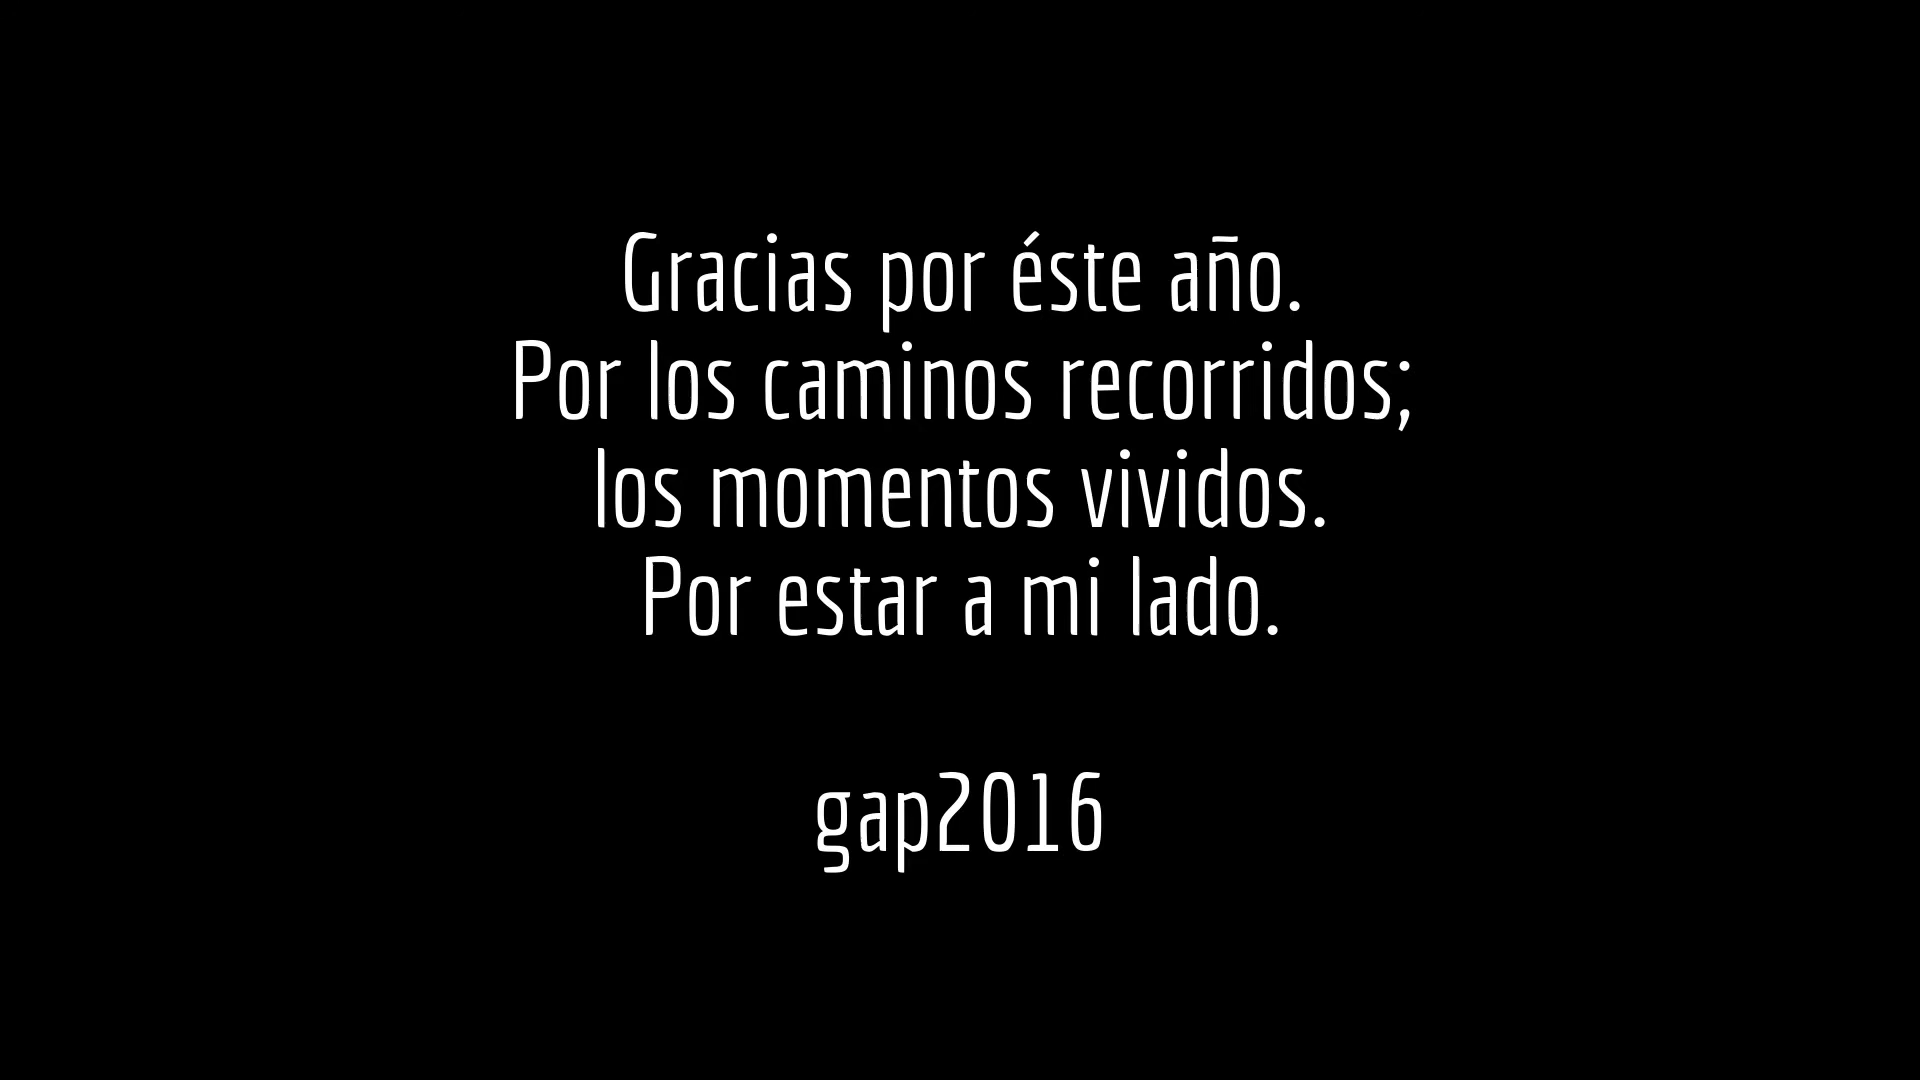 Gracias por éste año.
Por los caminos recorridos;
los momentos vividos.
Por estar a mi lado.
gap2016